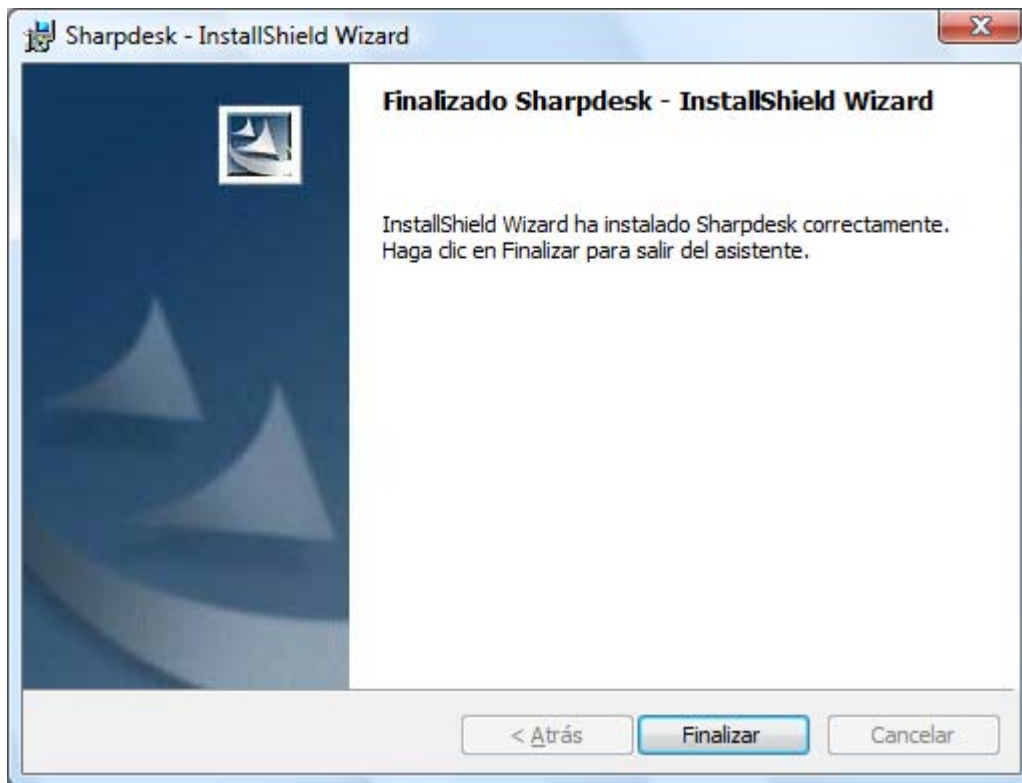 Sharpdesk - InstallShield Wizard
Finalizado Sharpdesk - InstallShield Wizard
InstallShield Wizard ha instalado Sharpdesk correctamente.
Haga clic en Finalizar para salir del asistente.
< Atrás
Finalizar
Cancelar